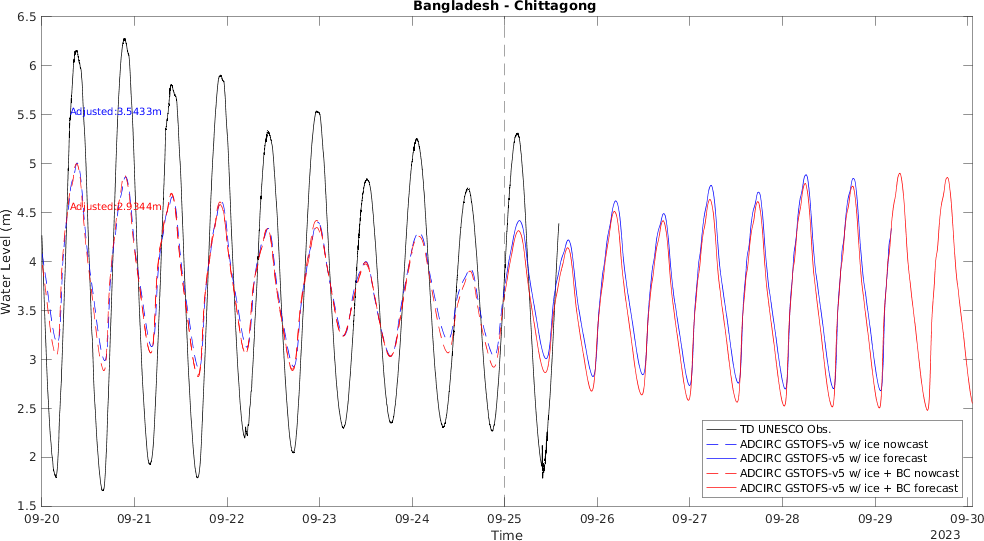 Bangladesh - Chittagong
6.5
6
5.5
5
4.5
4
3.5
3
2.5
2
1.5
Water Level (m)
Adjusted:3.5433m
Adjusted:2.9344m
TD UNESCO Obs.
ADCIRC GSTOFS-v5 w/ ice nowcast
ADCIRC GSTOFS-v5 w/ ice forecast
ADCIRC GSTOFS-v5 w/ ice + BC nowcast
ADCIRC GSTOFS-v5 w/ ice + BC forecast
09-20 09-21 09-22 09-23 09-24 09-25 09-26 09-27 09-28 09-29 09-30
Time
2023